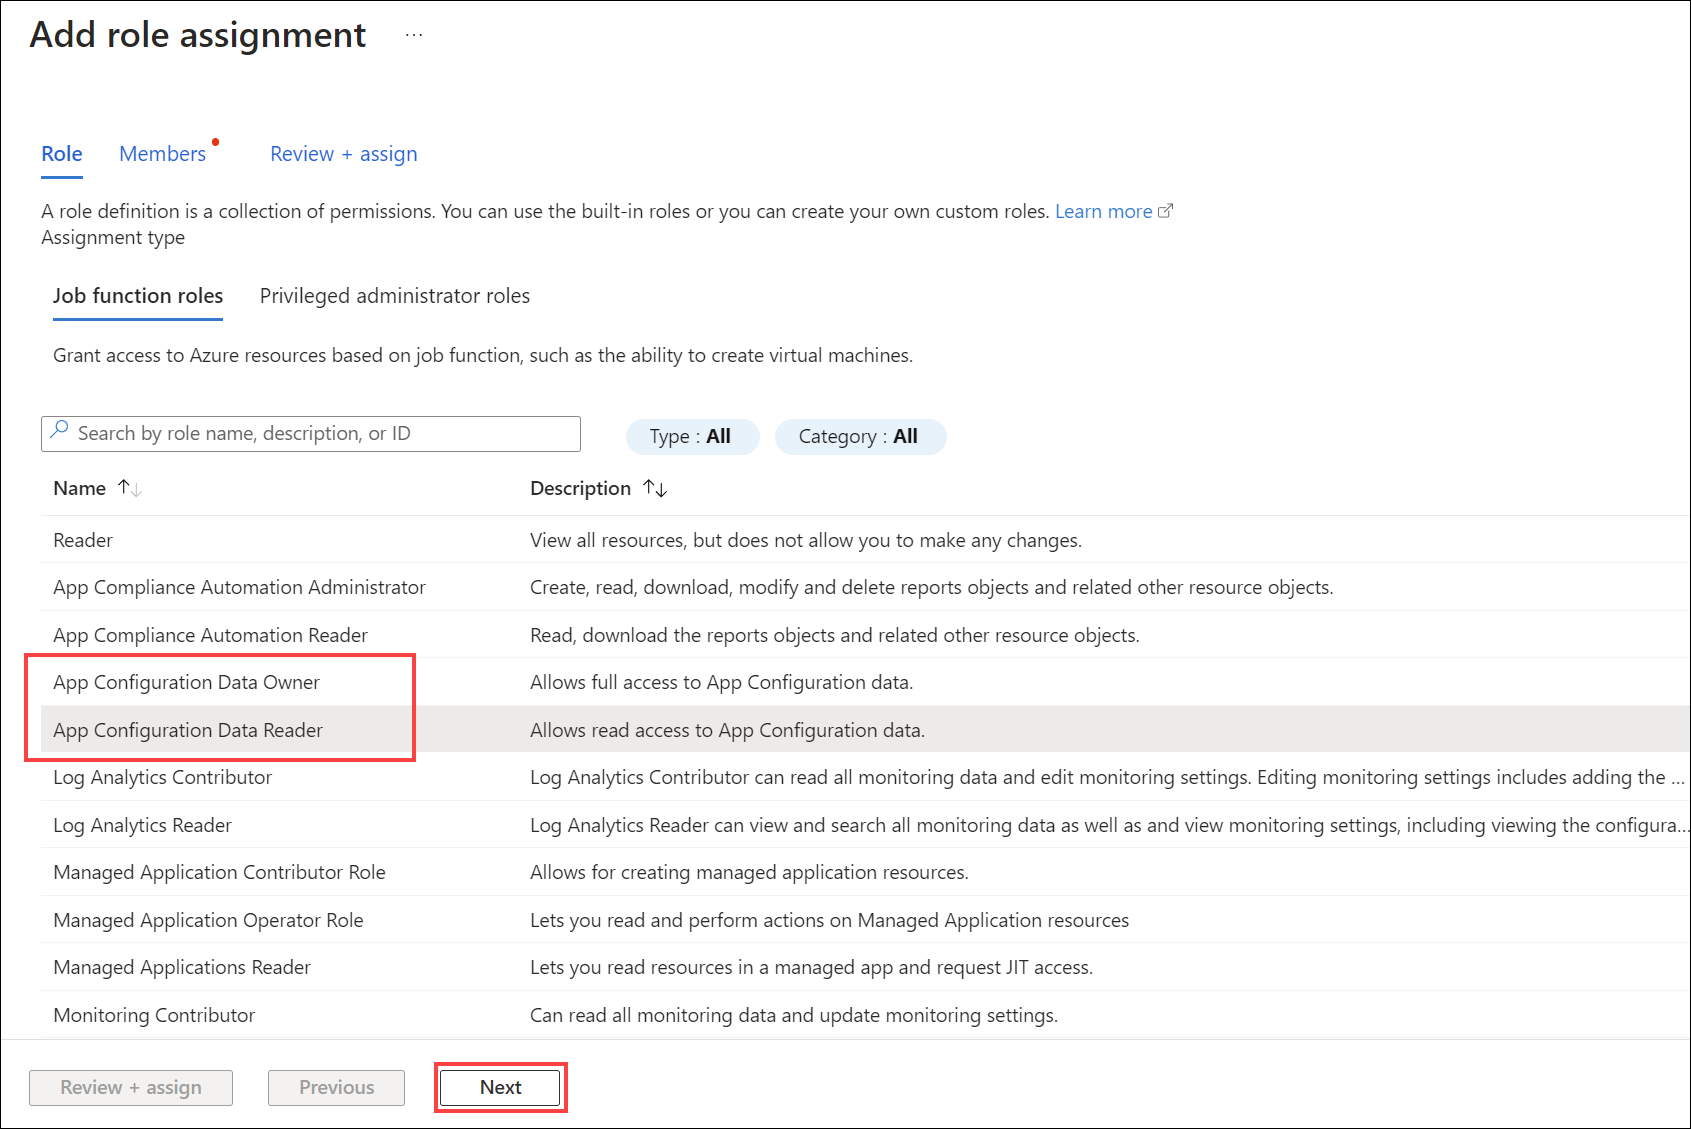 Add role assignment ...
Role Members Review + assign
A role definition is a collection of permissions. You can use the built-in roles or you can create your own custom roles. Learn more
Assignment type
Job function roles Privileged administrator roles
Grant access to Azure resources based on job function, such as the ability to create virtual machines.
Search by role name, description, or ID Type : All Category : All
Name Description
Reader View all resources, but does not allow you to make any changes.
App Compliance Automation Administrator Create, read, download, modify and delete reports objects and related other resource objects.
App Compliance Automation Reader Read, download the reports objects and related other resource objects.
App Configuration Data Owner Allows full access to App Configuration data.
App Configuration Data Reader Allows read access to App Configuration data.
Log Analytics Contributor Log Analytics Contributor can read all monitoring data and edit monitoring settings. Editing monitoring settings includes adding the ...
Log Analytics Reader Log Analytics Reader can view and search all monitoring data as well as and view monitoring settings, including viewing the configura...
Managed Application Contributor Role Allows for creating managed application resources.
Managed Application Operator Role Lets you read and perform actions on Managed Application resources
Managed Applications Reader Lets you read resources in a managed app and request JIT access.
Monitoring Contributor Can read all monitoring data and update monitoring settings.
Review + assign Previous Next